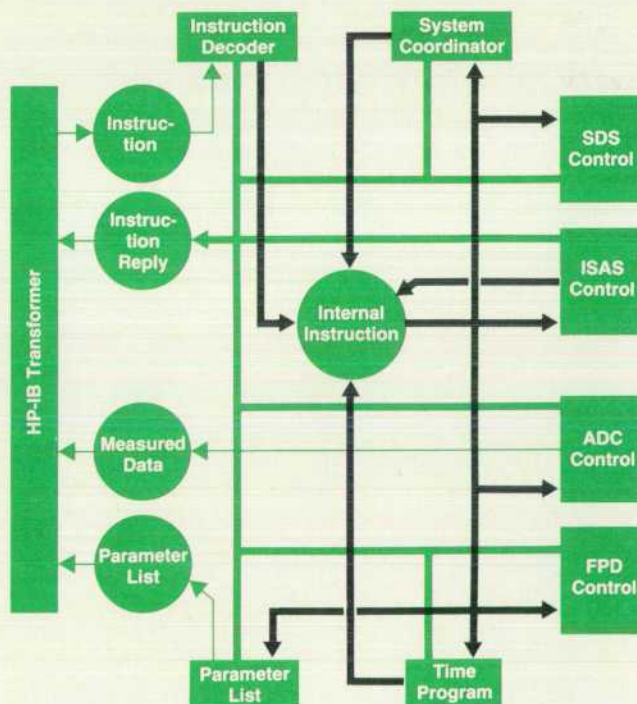 Instruction
Decoder
System
Coordinator
SDS
Control
Instruc-
tion
Instruc-
tion
Reply
HP-IB Transformer
Internal
Instruction
ISAS
Control
Measured
Data
ADC
Control
Parameter
List
FPD
Control
Parameter
List
Time
Program